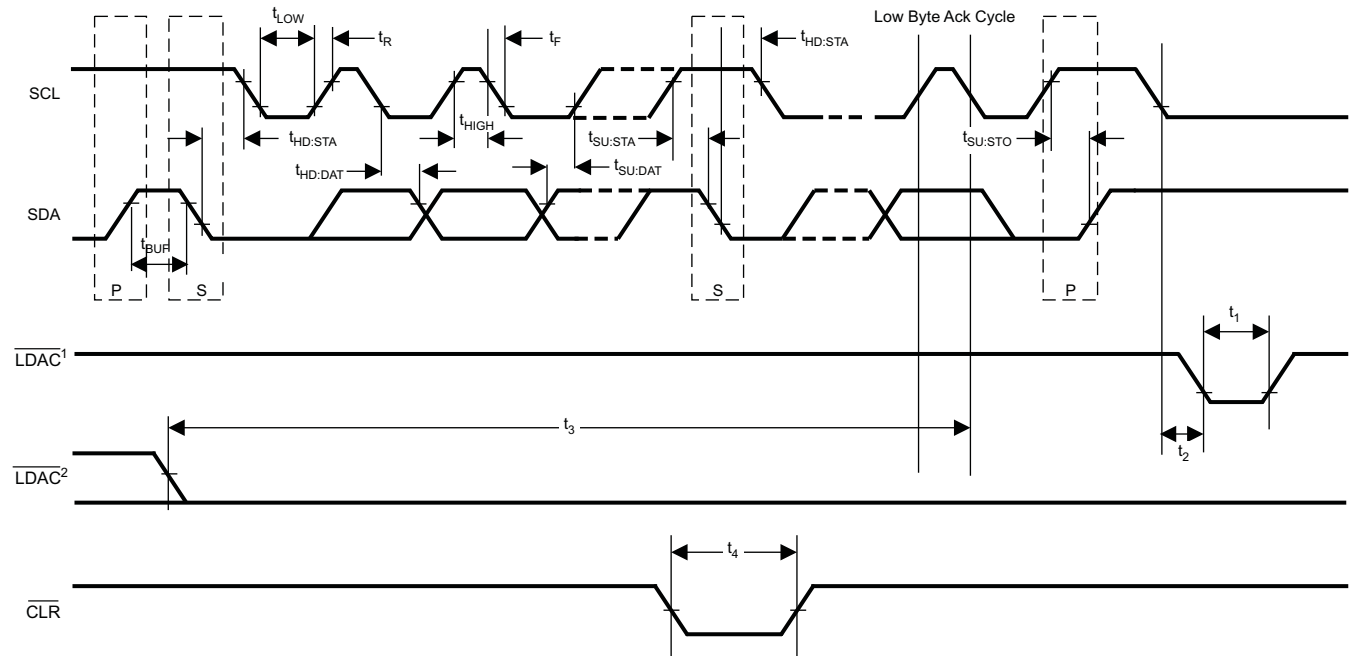 Low Byte Ack Cycle
tLOW
tR
tF
tHD:STA
SCL
tHD:STA
tHIGH
tSU:STA
tSU:STO
tHD:DAT
tSU:DAT
SDA
tBUF
P
S
S
P
LDAC1
t1
t3
t2
LDAC2
t4
CLR